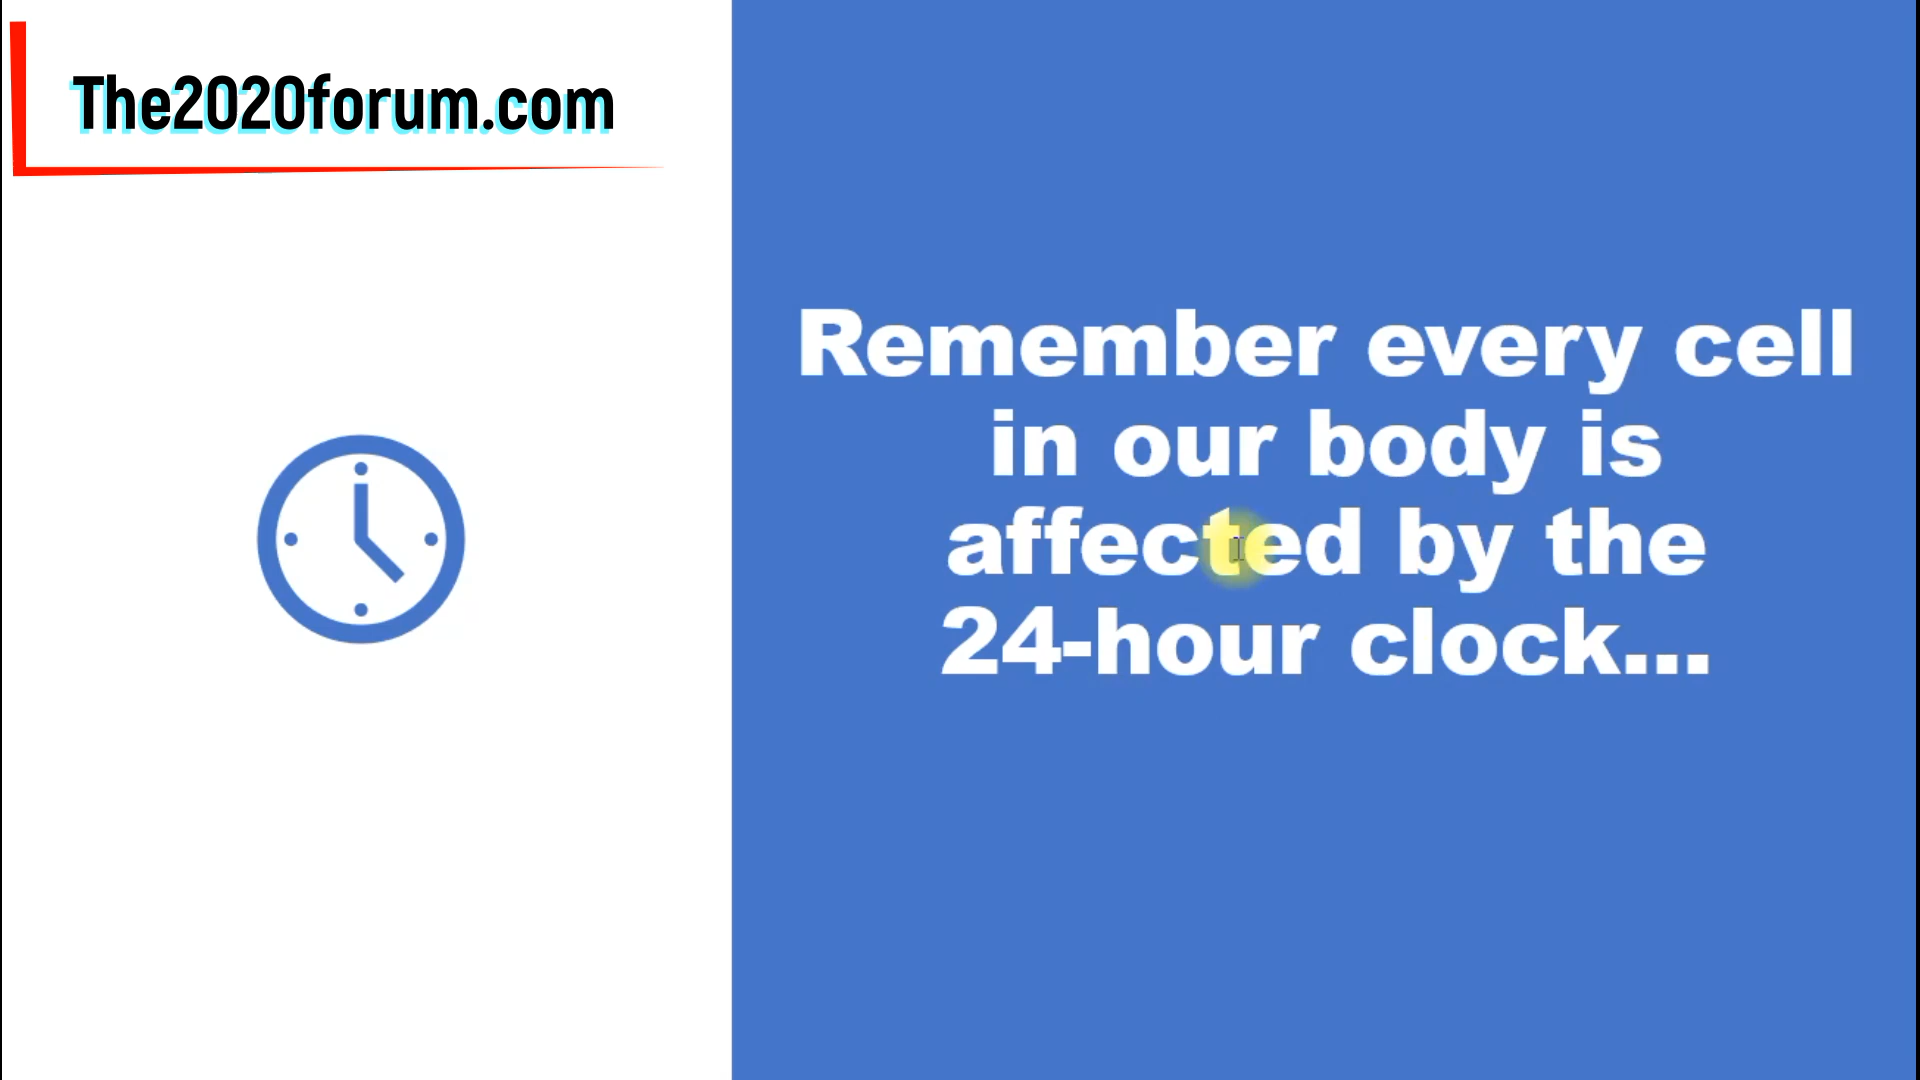 The2020forum.com
Remember every cell
in our body is
affected by the
24-hour clock...